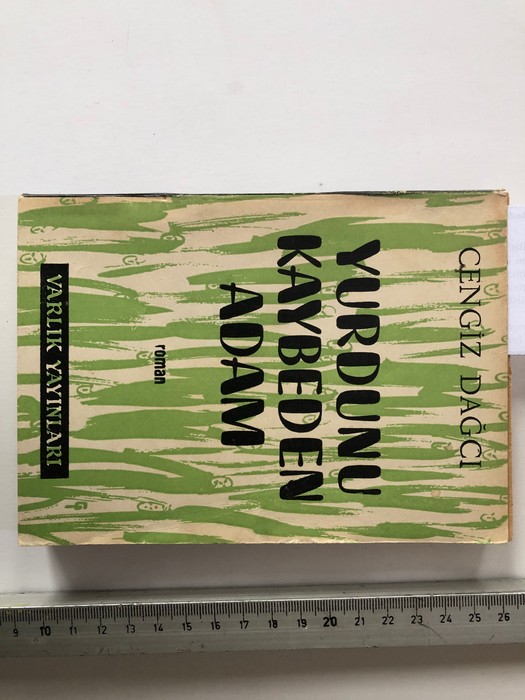 CENGİZ DAĞCI
YURDUNU
KAYBEDEN
ADAM
roman
VARLIK YAYINLARI
9 10 11 12 13 14 15 16 17 18 19 20 21 22 23 24 25 26